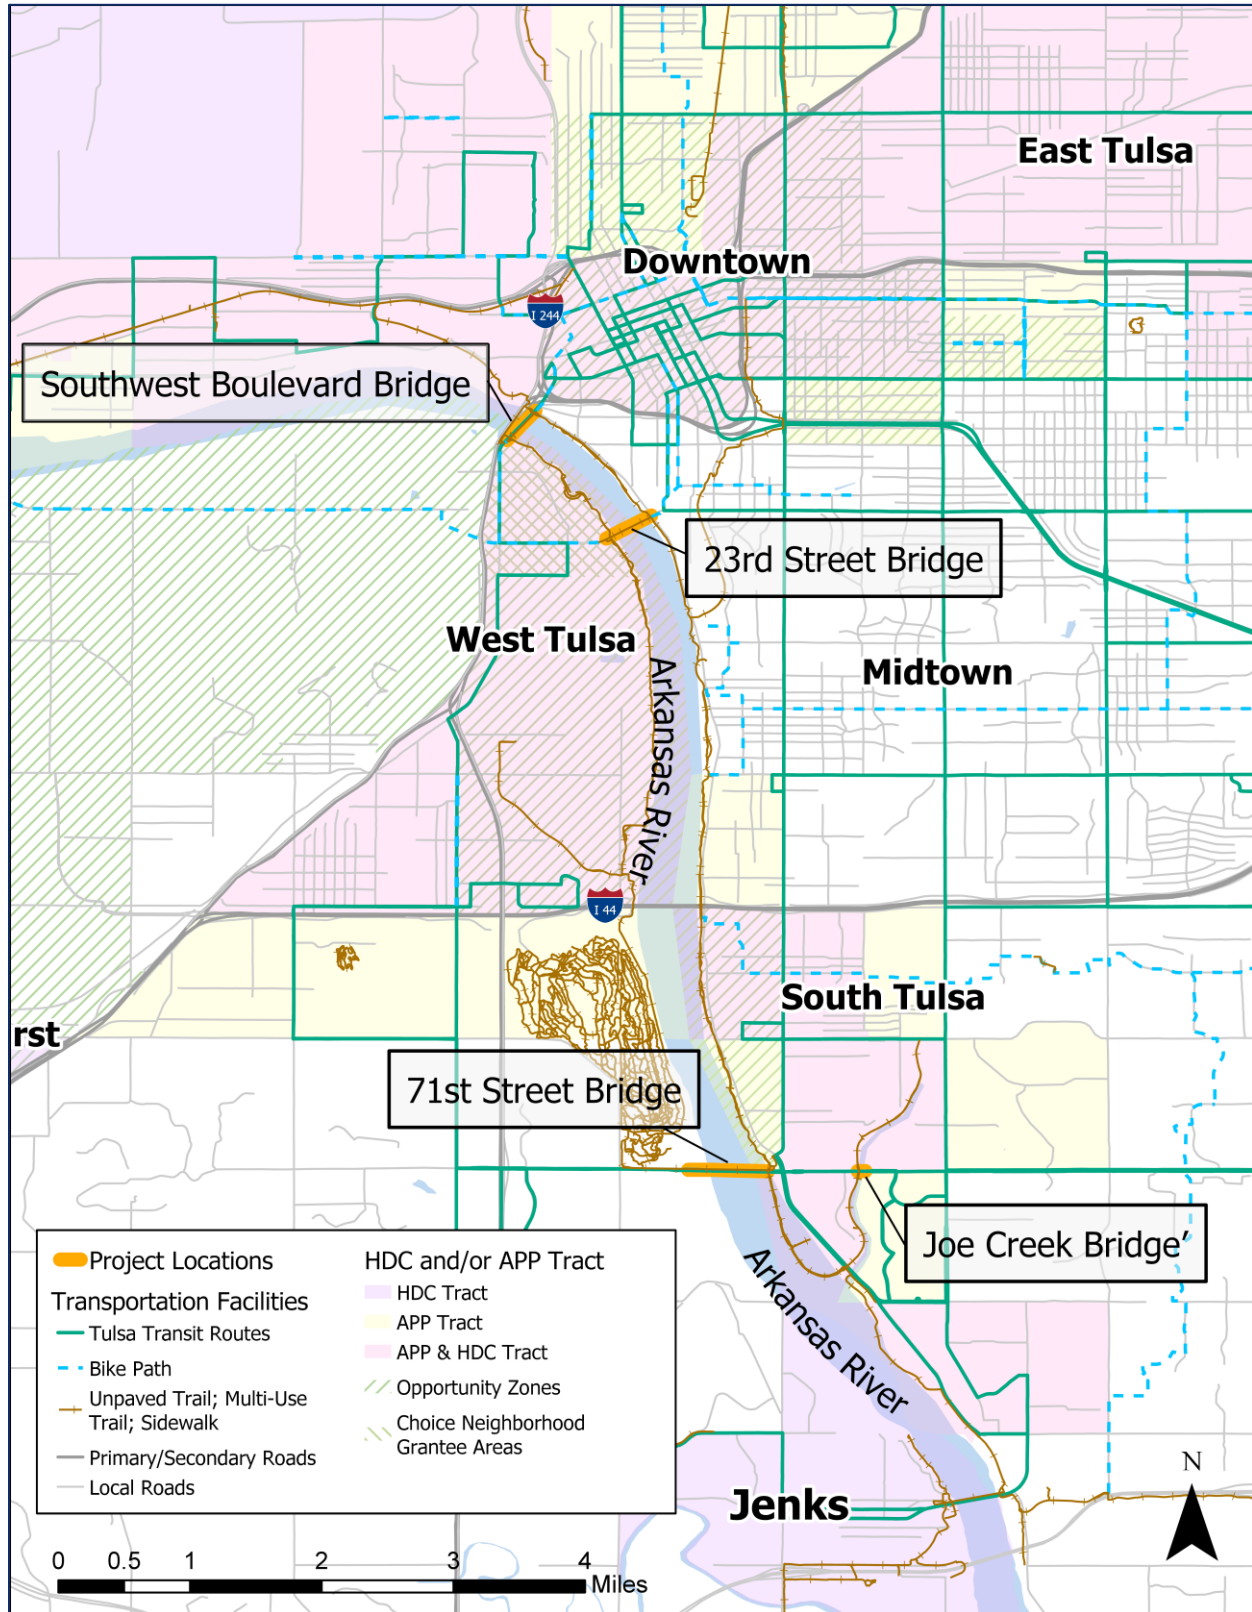 East Tulsa
Downtown
I 244
Southwest Boulevard Bridge
23rd Street Bridge
West Tulsa
Midtown
Arkansas River
I 44
South Tulsa
rst
71st Street Bridge
Joe Creek Bridge’
Arkansas River
Project Locations
Transportation Facilities
Tulsa Transit Routes
Bike Path
Unpaved Trail; Multi-Use
Trail; Sidewalk
Primary/Secondary Roads
Local Roads
HDC and/or APP Tract
HDC Tract
APP Tract
APP & HDC Tract
Opportunity Zones
Choice Neighborhood
Grantee Areas
Jenks
N
0 0.5 1 2 3 4
Miles